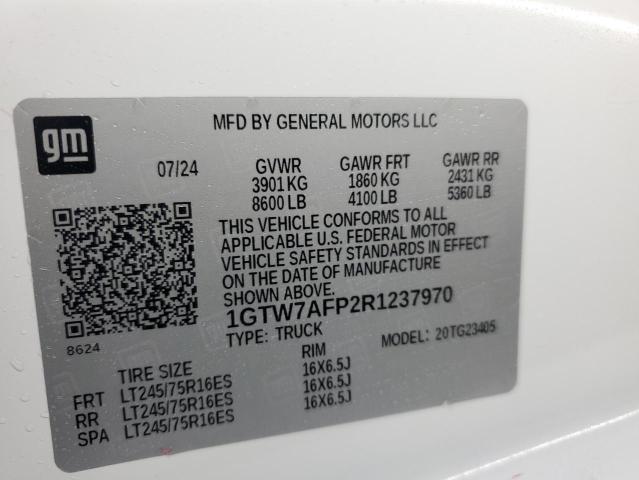 gm
MFD BY GENERAL MOTORS LLC
07/24 GVWR GAWR FRT GAWR RR
3901 KG 1860 KG 2431 KG
8600 LB 4100 LB 5360 LB
THIS VEHICLE CONFORMS TO ALL
APPLICABLE U.S. FEDERAL MOTOR
VEHICLE SAFETY STANDARDS IN EFFECT
ON THE DATE OF MANUFACTURE
SHOWN ABOVE.
1GTW7AFP2R1237970
8624 TYPE: TRUCK MODEL: 20TG23405
TIRE SIZE RIM
FRT LT245/75R16ES 16X6.5J
RR LT245/75R16ES 16X6.5J
SPA LT245/75R16ES 16X6.5J